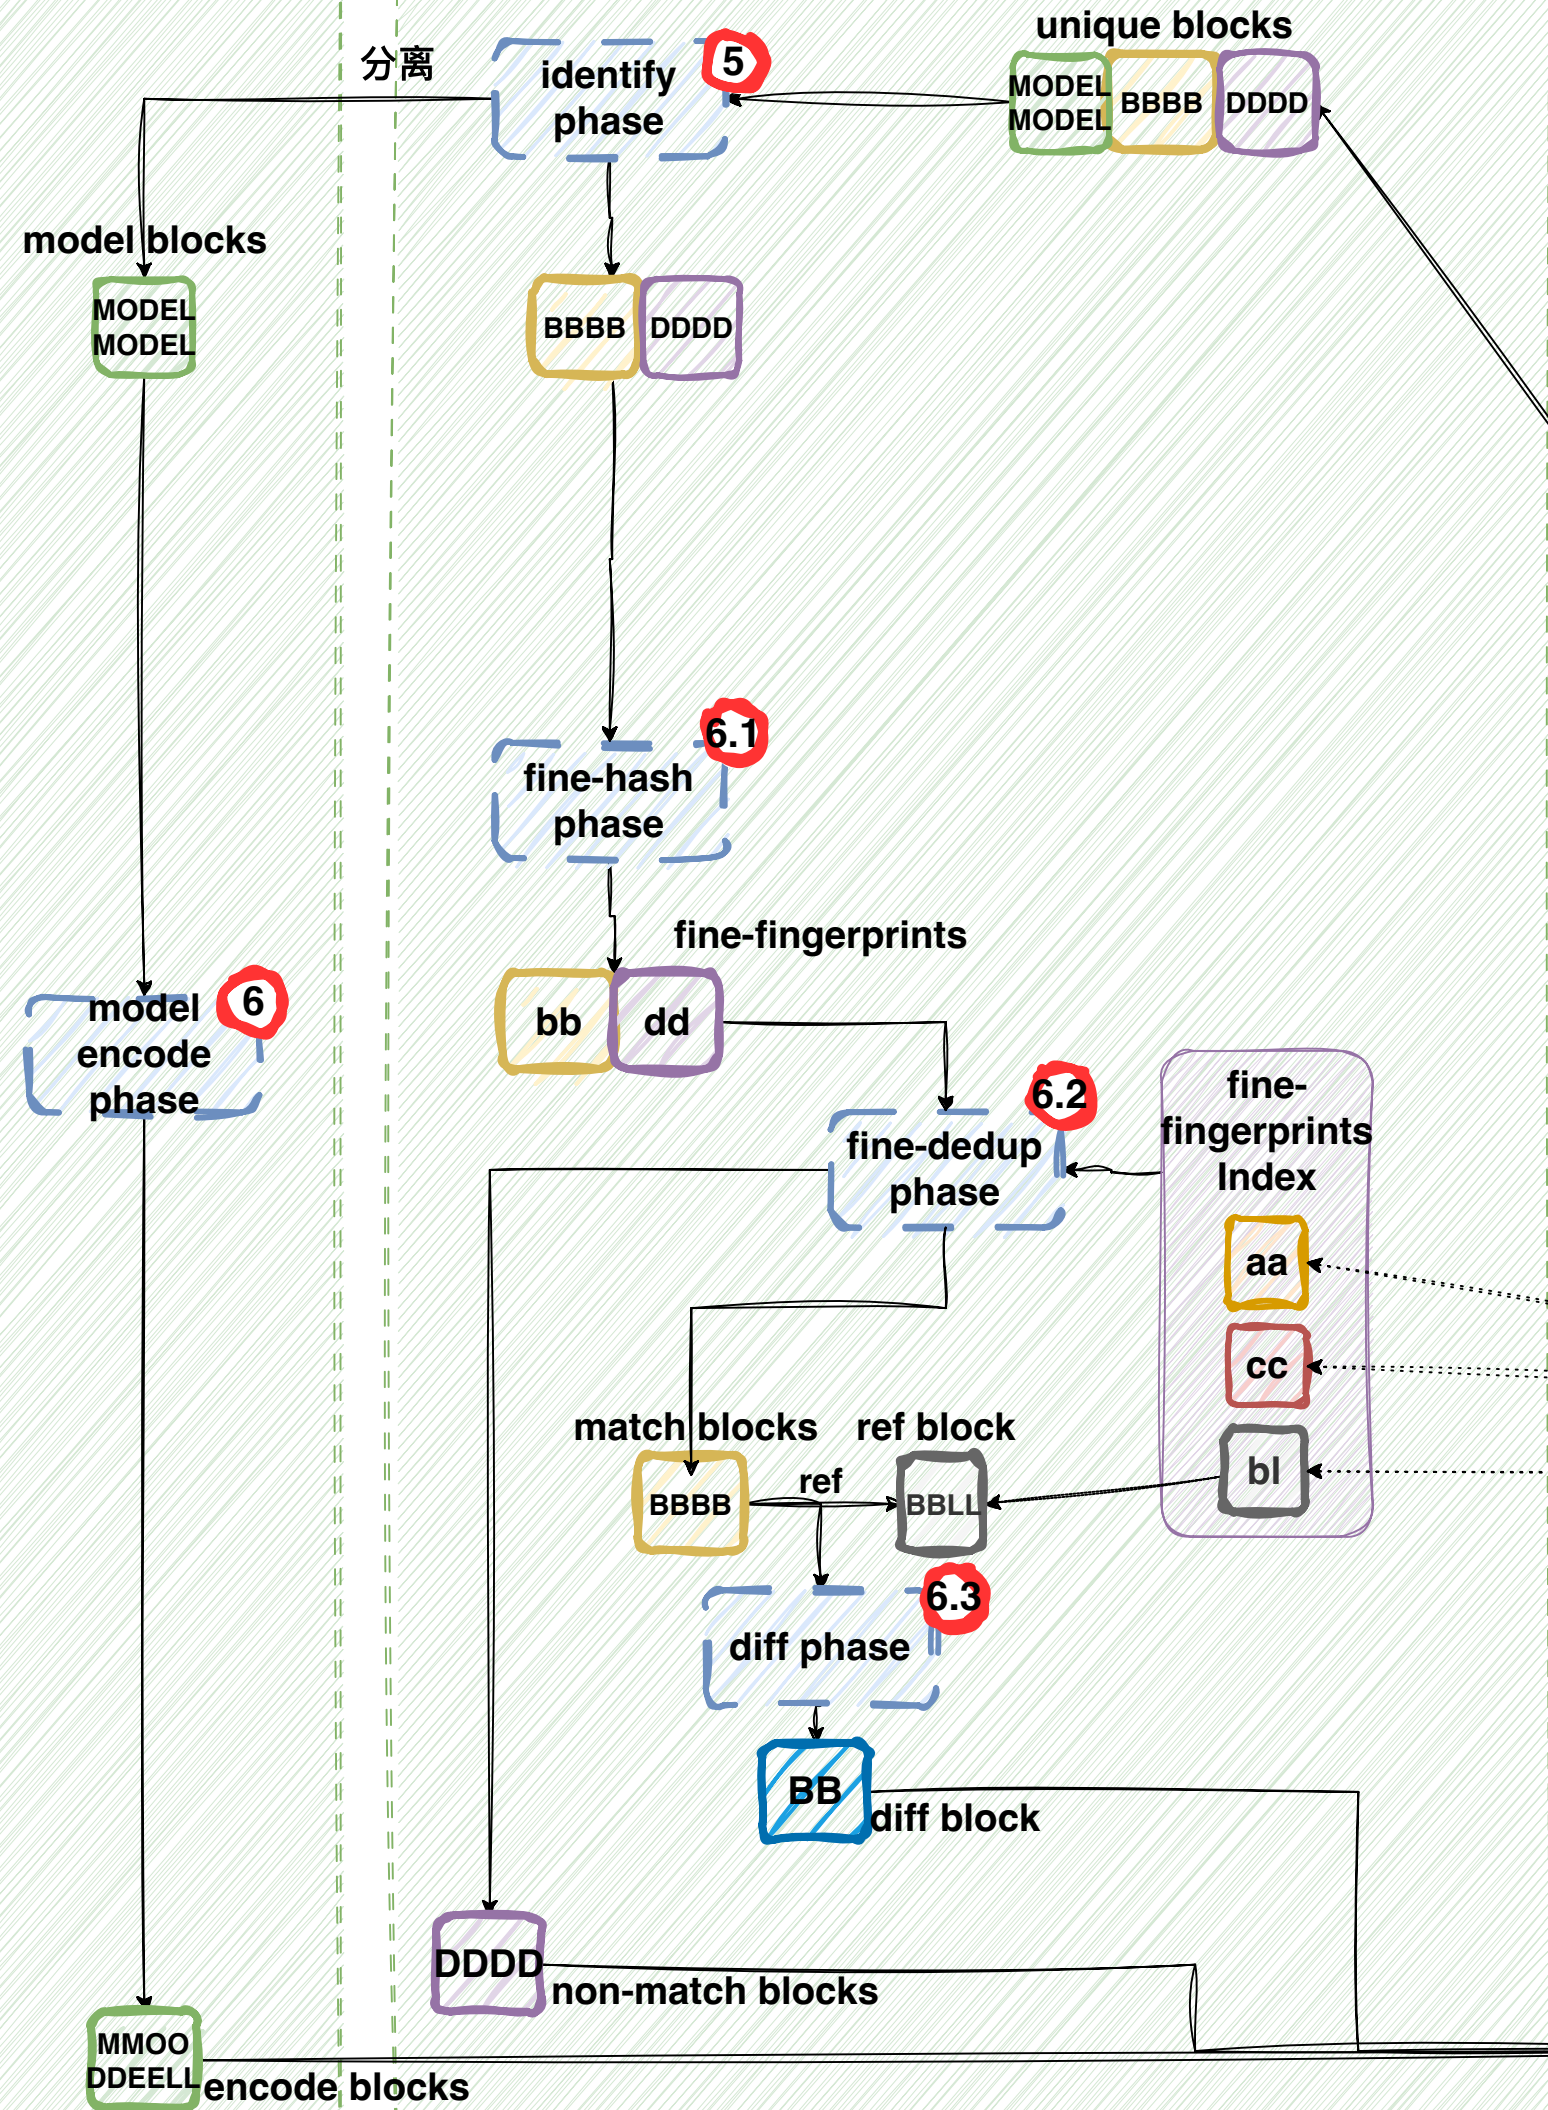 unique blocks
分离
identify
phase
5
MODEL
MODEL
BBBB
DDDD
model blocks
MODEL
MODEL
BBBB
DDDD
fine-hash
phase
6.1
fine-fingerprints
bb
dd
model
encode
phase
6
fine-dedup
phase
6.2
fine-
fingerprints
Index
aa
cc
bl
match blocks
ref block
BBBB
ref
BBLL
diff phase
6.3
BB
diff block
DDDD
non-match blocks
MMOO
DDEELL
encode blocks